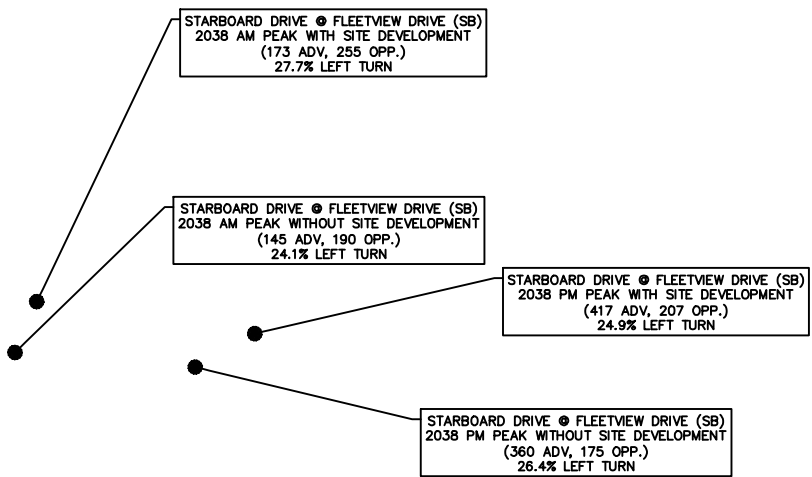 STARBOARD DRIVE @ FLEETVIEW DRIVE (SB)
2038 AM PEAK WITH SITE DEVELOPMENT
(173 ADV, 255 OPP.)
27.7% LEFT TURN
STARBOARD DRIVE @ FLEETVIEW DRIVE (SB)
2038 AM PEAK WITHOUT SITE DEVELOPMENT
(145 ADV, 190 OPP.)
24.1% LEFT TURN
STARBOARD DRIVE @ FLEETVIEW DRIVE (SB)
2038 PM PEAK WITH SITE DEVELOPMENT
(417 ADV, 207 OPP.)
24.9% LEFT TURN
STARBOARD DRIVE @ FLEETVIEW DRIVE (SB)
2038 PM PEAK WITHOUT SITE DEVELOPMENT
(360 ADV, 175 OPP.)
26.4% LEFT TURN